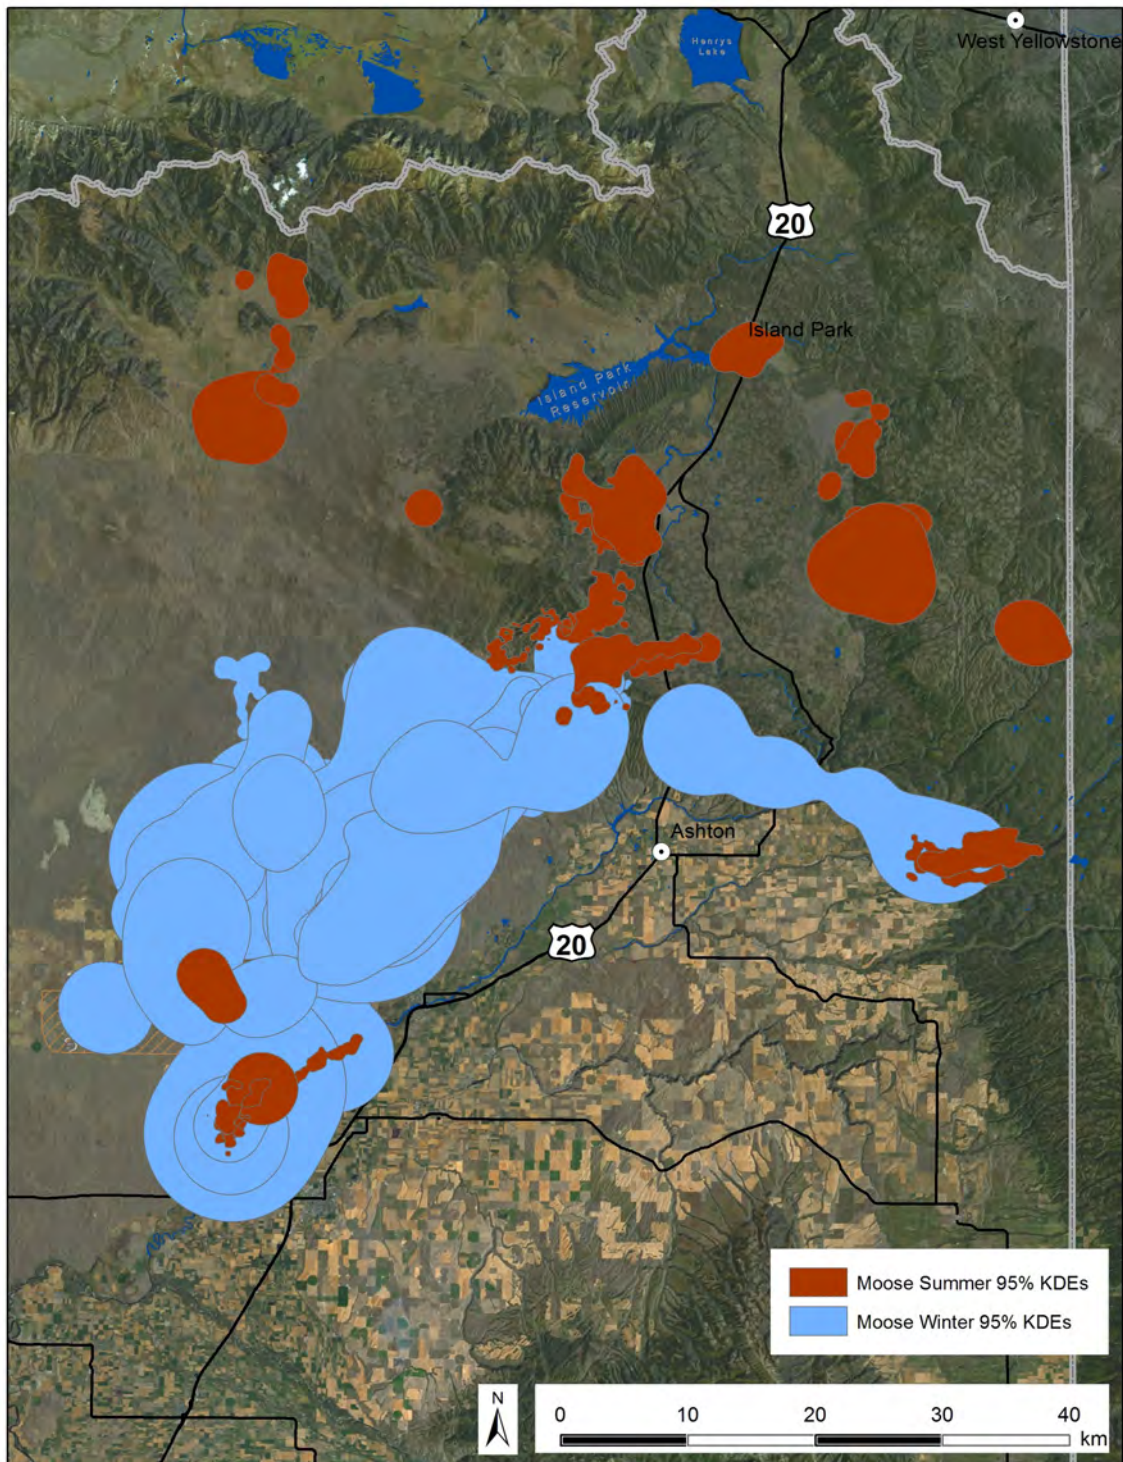 Henrys
Lake
West Yellowstone
20
Island Park
Island Park
Reservoir
Ashton
20
Moose Summer 95% KDEs
Moose Winter 95% KDEs
N
0 10 20 30 40
km